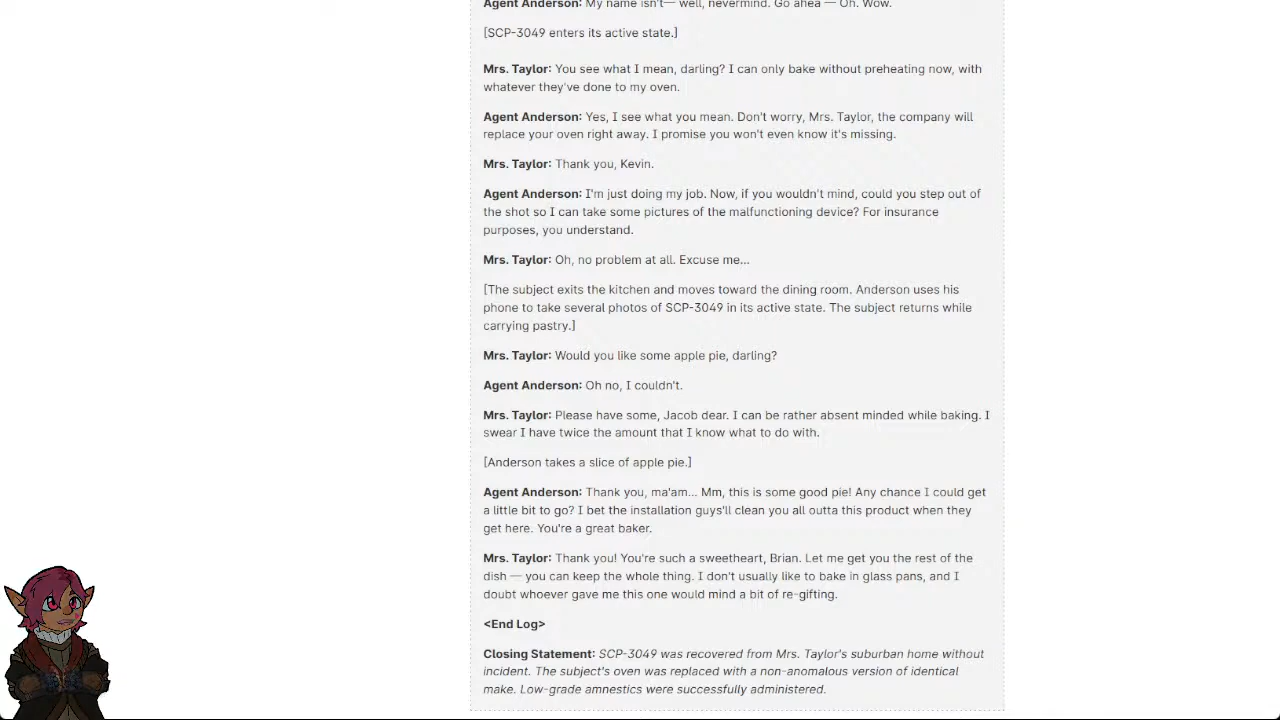 Agent Anderson: My name isn't— well, nevermind. Go ahea — Oh. Wow.
[SCP-3049 enters its active state.]
Mrs. Taylor: You see what I mean, darling? I can only bake without preheating now, with
whatever they've done to my oven.
Agent Anderson: Yes, I see what you mean. Don't worry, Mrs. Taylor, the company will
replace your oven right away. I promise you won't even know it's missing.
Mrs. Taylor: Thank you, Kevin.
Agent Anderson: I'm just doing my job. Now, if you wouldn't mind, could you step out of
the shot so I can take some pictures of the malfunctioning device? For insurance
purposes, you understand.
Mrs. Taylor: Oh, no problem at all. Excuse me...
[The subject exits the kitchen and moves toward the dining room. Anderson uses his
phone to take several photos of SCP-3049 in its active state. The subject returns while
carrying pastry.]
Mrs. Taylor: Would you like some apple pie, darling?
Agent Anderson: Oh no, I couldn't.
Mrs. Taylor: Please have some, Jacob dear. I can be rather absent minded while baking. I
swear I have twice the amount that I know what to do with.
[Anderson takes a slice of apple pie.]
Agent Anderson: Thank you, ma'am... Mm, this is some good pie! Any chance I could get
a little bit to go? I bet the installation guys'll clean you all outta this product when they
get here. You're a great baker.
Mrs. Taylor: Thank you! You're such a sweetheart, Brian. Let me get you the rest of the
dish — you can keep the whole thing. I don't usually like to bake in glass pans, and I
doubt whoever gave me this one would mind a bit of re-gifting.
<End Log>
Closing Statement: SCP-3049 was recovered from Mrs. Taylor's suburban home without
incident. The subject's oven was replaced with a non-anomalous version of identical
make. Low-grade amnestics were successfully administered.